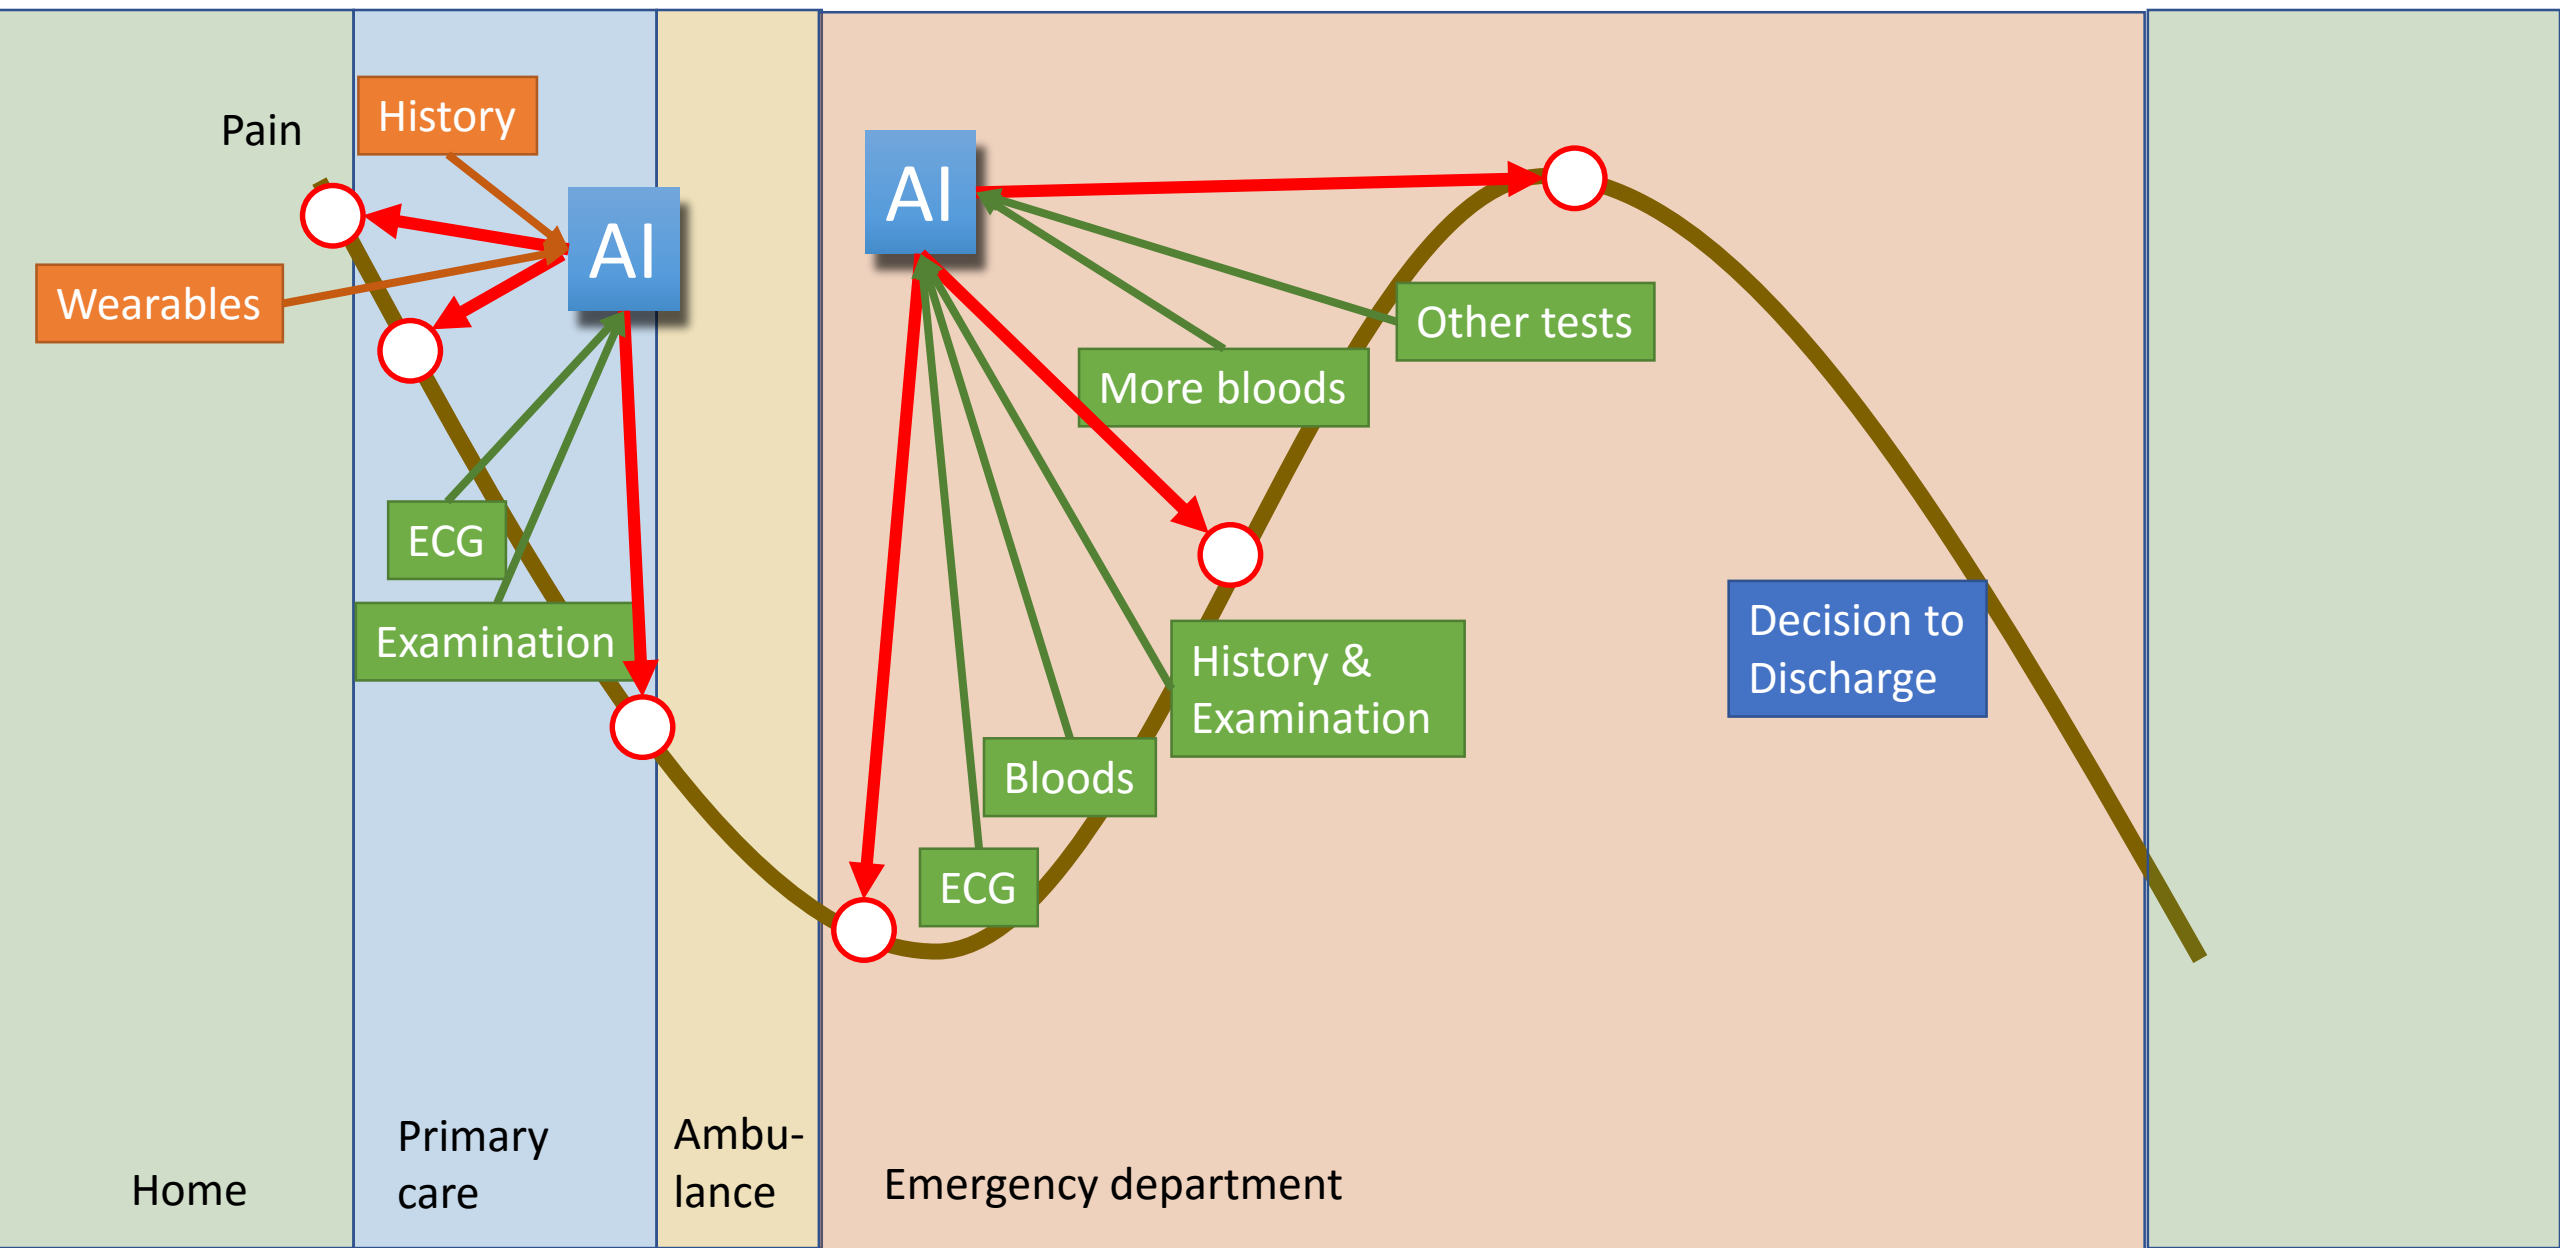 Pain
History
Wearables
AI
ECG
Examination
AI
Other tests
More bloods
History &
Examination
Bloods
ECG
Decision to
Discharge
Home
Primary
care
Ambu-
lance
Emergency department